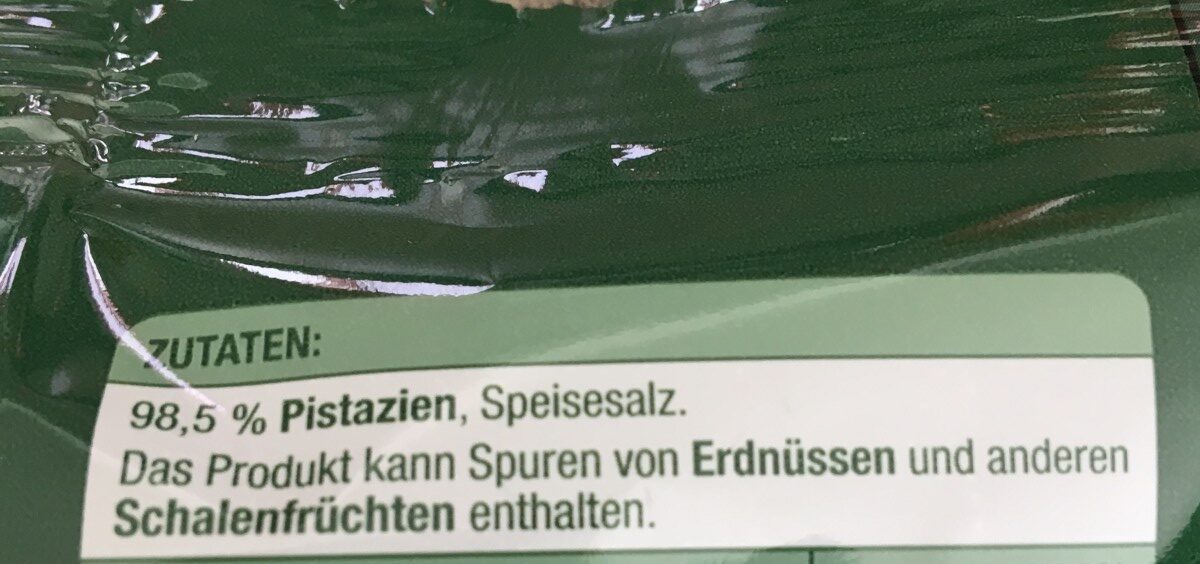 ZUTATEN:
98,5 % Pistazien, Speisesalz.
Das Produkt kann Spuren von Erdnüssen und anderen
Schalenfrüchten enthalten.